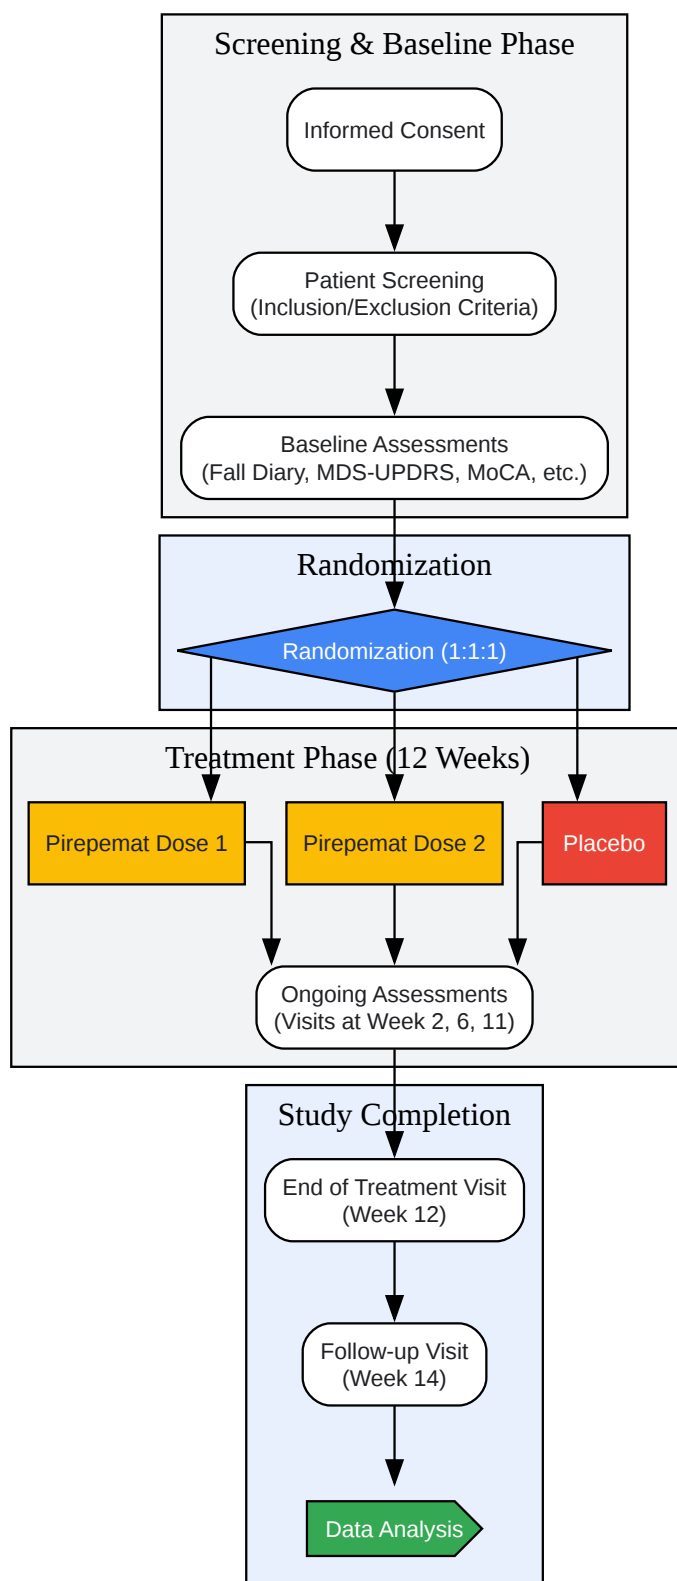 Screening & Baseline Phase
Informed Consent
Patient Screening
(Inclusion/Exclusion Criteria)
Baseline Assessments
(Fall Diary, MDS-UPDRS, MoCA, etc.)
Randomization
Randomization (1:1:1)
Treatment Phase (12 Weeks)
Pirepemat Dose 1
Pirepemat Dose 2
Placebo
Ongoing Assessments
(Visits at Week 2, 6, 11)
Study Completion
End of Treatment Visit
(Week 12)
Follow-up Visit
(Week 14)
Data Analysis